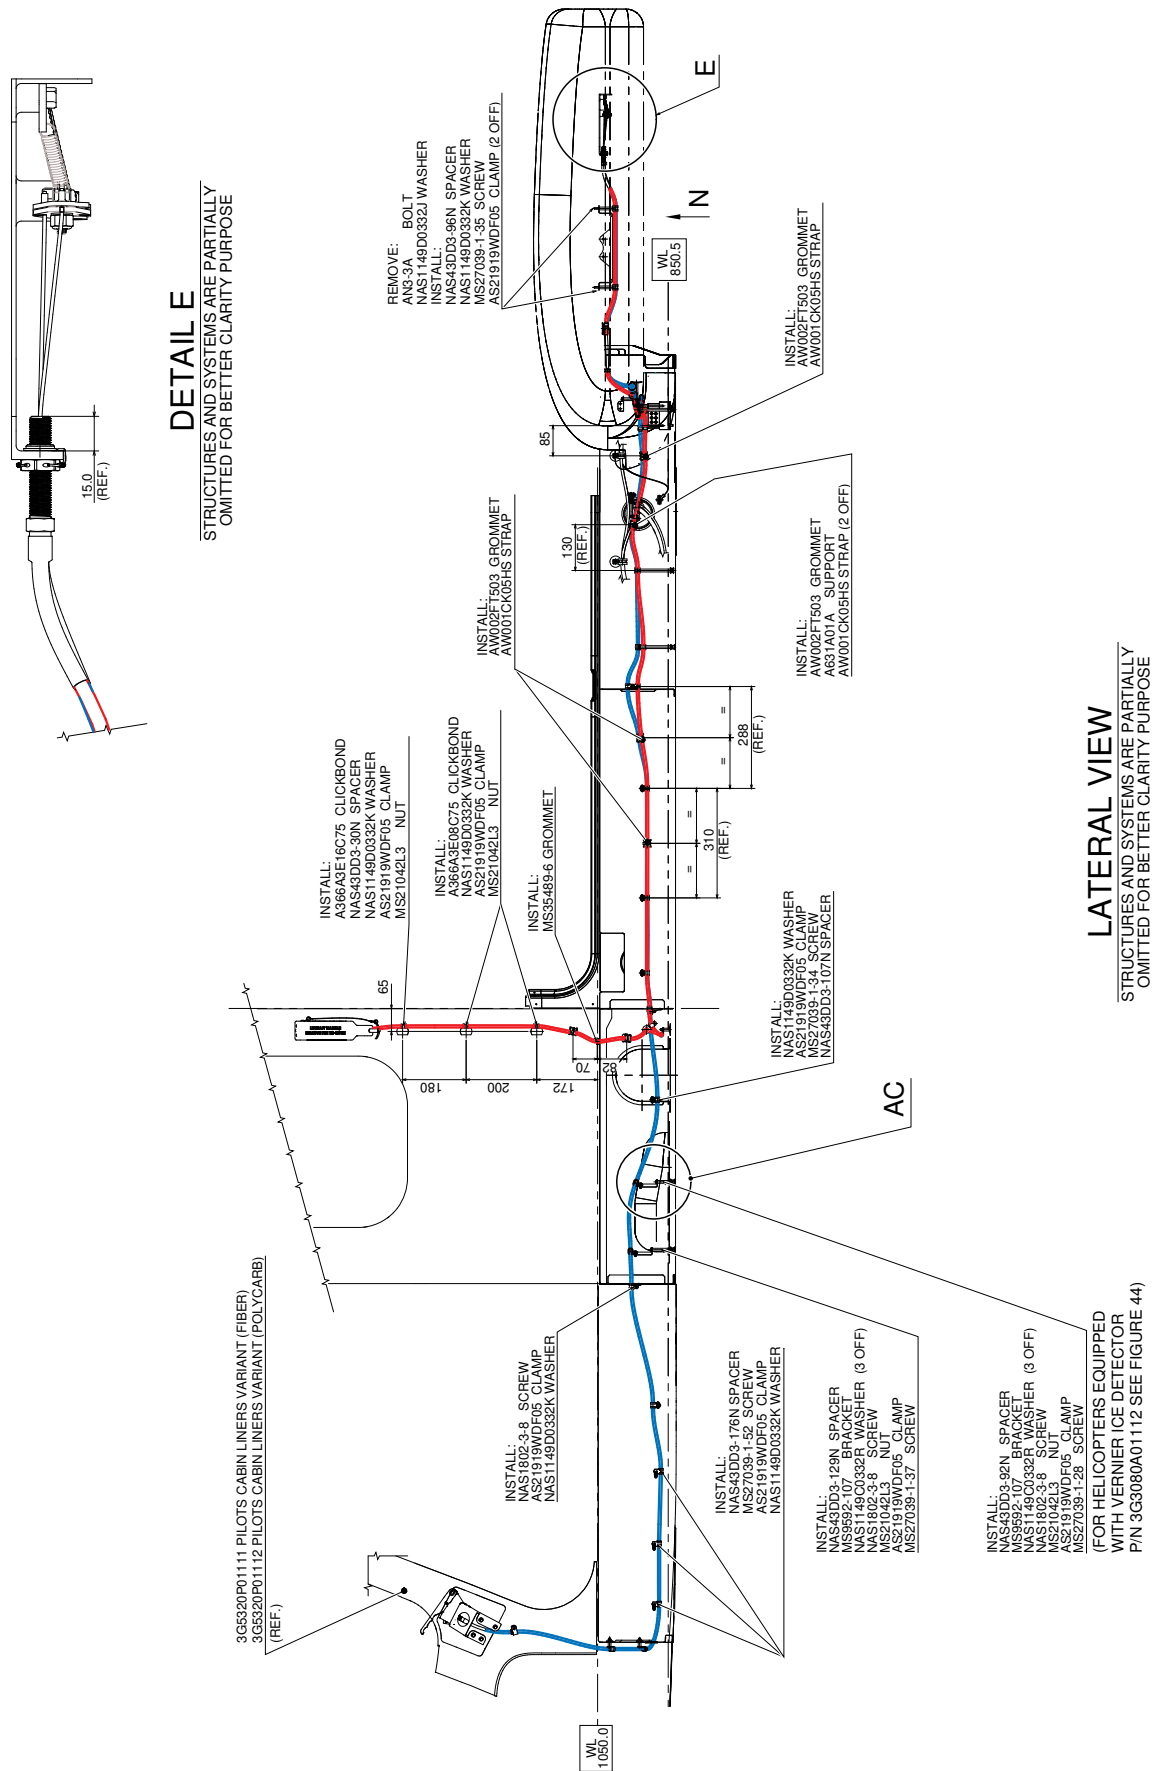 15.0
(REF.)
DETAIL E
STRUCTURES AND SYSTEMS ARE PARTIALLY
OMITTED FOR BETTER CLARITY PURPOSE
3G5320P01111 PILOTS CABIN LINERS VARIANT (FIBER)
3G5320P01112 PILOTS CABIN LINERS VARIANT (POLYCARB)
(REF.)
INSTALL:
A366A3E16C75 CLICKBOND
NAS43DD3-30N SPACER
NAS1149D0332K WASHER
AS21919WDF05 CLAMP
MS21042L3 NUT
INSTALL:
A366A3E08C75 CLICKBOND
NAS1149D0332K WASHER
AS21919WDF05 CLAMP
MS21042L3 NUT
INSTALL:
MS35489-6 GROMMET
INSTALL:
AW002FT503 GROMMET
AW001CK05HS STRAP
REMOVE:
AN3-3A BOLT
NAS1149D0332J WASHER
INSTALL:
NAS43DD3-96N SPACER
NAS1149D0332K WASHER
MS27039-1-35 SCREW
AS21919WDF05 CLAMP (2 OFF)
E
N
WL
850.5
65
180
200
172
70
82
130
(REF.)
85
=
=
288
(REF.)
=
=
310
(REF.)
WL
1050.0
INSTALL:
NAS1802-3-8 SCREW
AS21919WDF05 CLAMP
NAS1149D0332K WASHER
INSTALL:
NAS43DD3-176N SPACER
MS27039-1-52 SCREW
AS21919WDF05 CLAMP
NAS1149D0332K WASHER
INSTALL:
NAS43DD3-129N SPACER
MS9592-107 BRACKET
NAS1149C0332R WASHER (3 OFF)
NAS1802-3-8 SCREW
MS21042L3 NUT
AS21919WDF05 CLAMP
MS27039-1-37 SCREW
INSTALL:
NAS43DD3-92N SPACER
MS9592-107 BRACKET
NAS1149C0332R WASHER (3 OFF)
NAS1802-3-8 SCREW
MS21042L3 NUT
AS21919WDF05 CLAMP
MS27039-1-28 SCREW
(FOR HELICOPTERS EQUIPPED
WITH VERNIER ICE DETECTOR
P/N 3G3080A01112 SEE FIGURE 44)
AC
INSTALL:
NAS1149D0332K WASHER
AS21919WDF05 CLAMP
MS27039-1-34 SCREW
NAS43DD3-107N SPACER
INSTALL:
AW002FT503 GROMMET
A631A01A SUPPORT
AW001CK05HS STRAP (2 OFF)
INSTALL:
AW002FT503 GROMMET
AW001CK05HS STRAP
LATERAL VIEW
STRUCTURES AND SYSTEMS ARE PARTIALLY
OMITTED FOR BETTER CLARITY PURPOSE